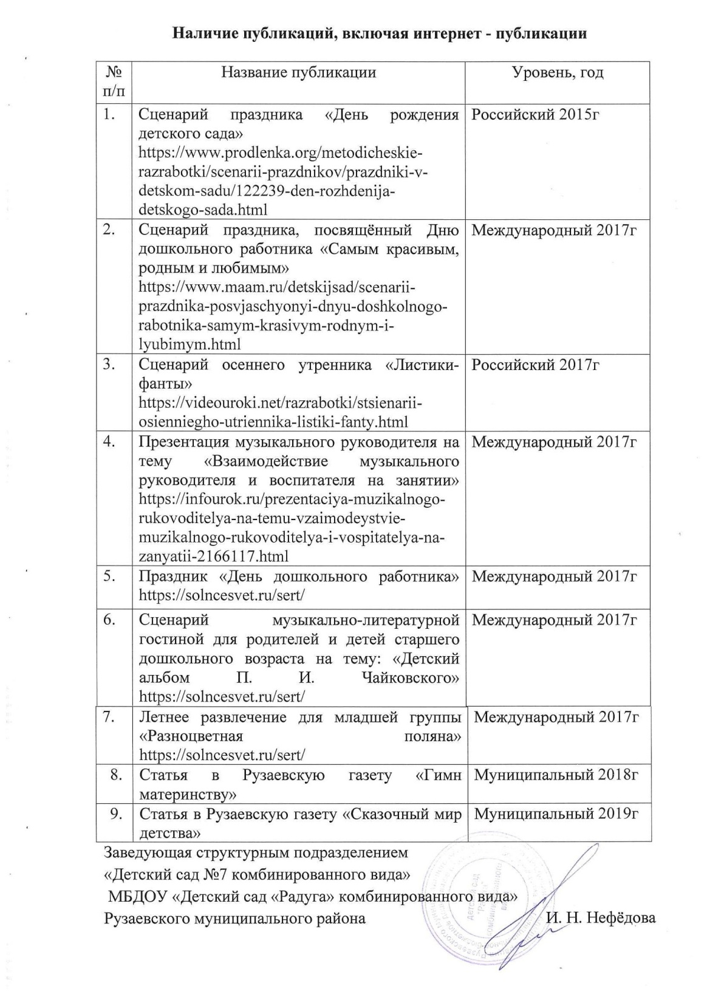 Наличие публикаций, включая интернет - публикации
№ п/п
Название публикации
Уровень, год
1.
Сценарий праздника «День рождения
детского сада»
https://www.prodlenka.org/metodicheskie-
razrabotki/scenarii-prazdnikov/prazdniki-v-
detskom-sadu/122239-den-rozhdenija-
detskogo-sada.html
Российский 2015г
2.
Сценарий праздника, посвящённый Дню
дошкольного работника «Самым красивым,
родным и любимым»
https://www.maam.ru/detskijsad/scenarii-
prazdnika-posvjaschyonyi-dnyu-doshkolnogo-
rabotnika-samym-krasivym-rodnym-i-
lyubimym.html
Международный 2017г
3.
Сценарий осеннего утренника «Листики-
фанты»
https://videouroki.net/razrabotki/stsienarii-
osienniegho-utriennika-listiki-fanty.html
Российский 2017г
4.
Презентация музыкального руководителя на
тему «Взаимодействие музыкального
руководителя и воспитателя на занятии»
https://infourok.ru/prezentaciya-muzikalnogo-
rukovoditelya-na-temu-vzaimodeystvie-
muzikalnogo-rukovoditelya-i-vospitatelya-na-
zanyatii-2166117.html
Международный 2017г
5.
Праздник «День дошкольного работника»
https://solncesvet.ru/sert/
Международный 2017г
6.
Сценарий музыкально-литературной
гостиной для родителей и детей старшего
дошкольного возраста на тему: «Детский
альбом П. И. Чайковского»
https://solncesvet.ru/sert/
Международный 2017г
7.
Летнее развлечение для младшей группы
«Разноцветная поляна»
https://solncesvet.ru/sert/
Международный 2017г
8.
Статья в Рузаевскую газету «Гимн
материнству»
Муниципальный 2018г
9.
Статья в Рузаевскую газету «Сказочный мир
детства»
Муниципальный 2019г
Заведующая структурным подразделением
«Детский сад №7 комбинированного вида»
МБДОУ «Детский сад «Радуга» комбинированного вида»
Рузаевского муниципального района
И. Н. Нефёдова
детский сад
"Радуга"
комбинированного
вида